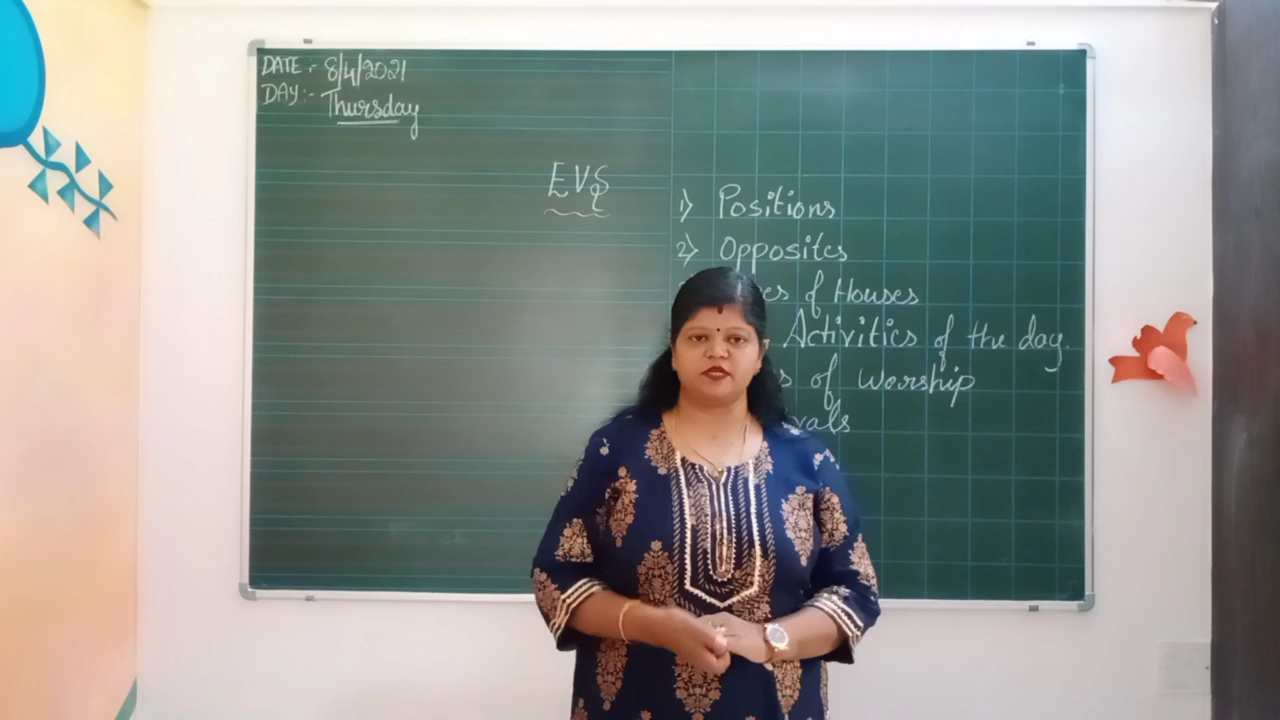 DATE :- 8/4/2021
DAY :- Thursday
EVS
1) Positions
2) Opposites
of Houses
Activities of the day.
of Worship